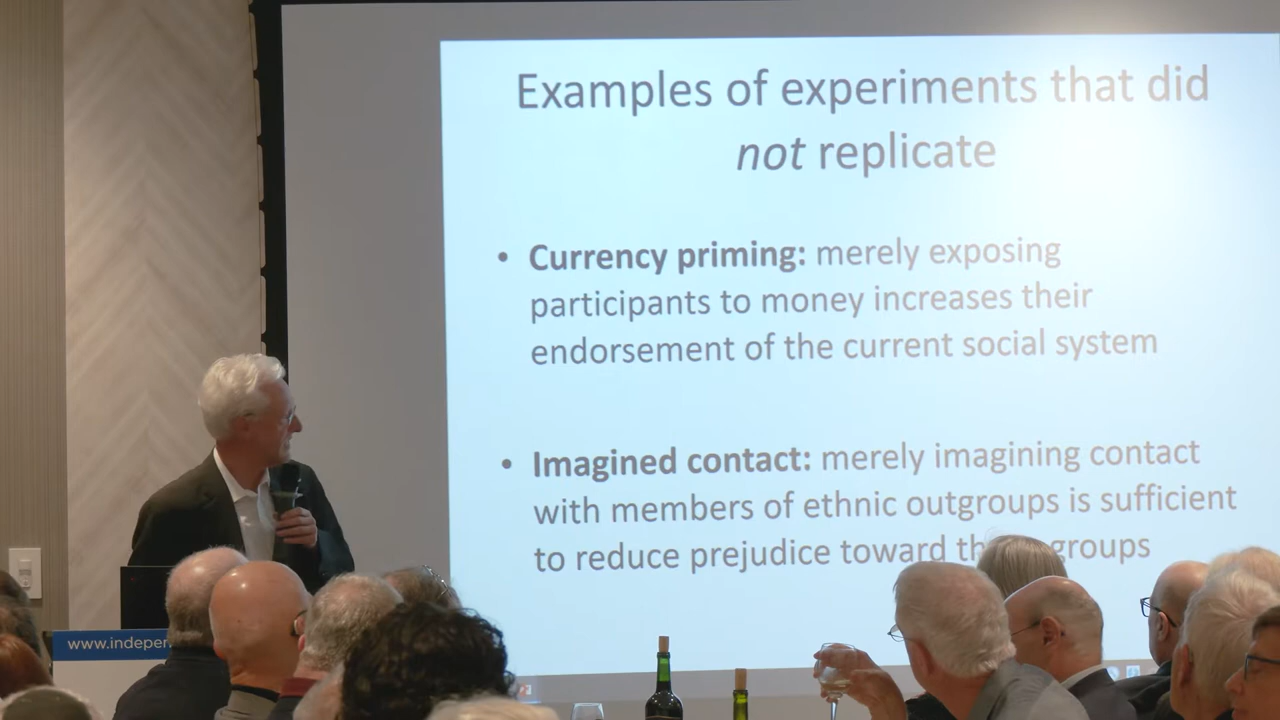 Examples of experiments that did
not replicate
• Currency priming: merely exposing
participants to money increases their
endorsement of the current social system
• Imagined contact: merely imagining contact
with members of ethnic outgroups is sufficient
to reduce prejudice toward groups
www.indepen